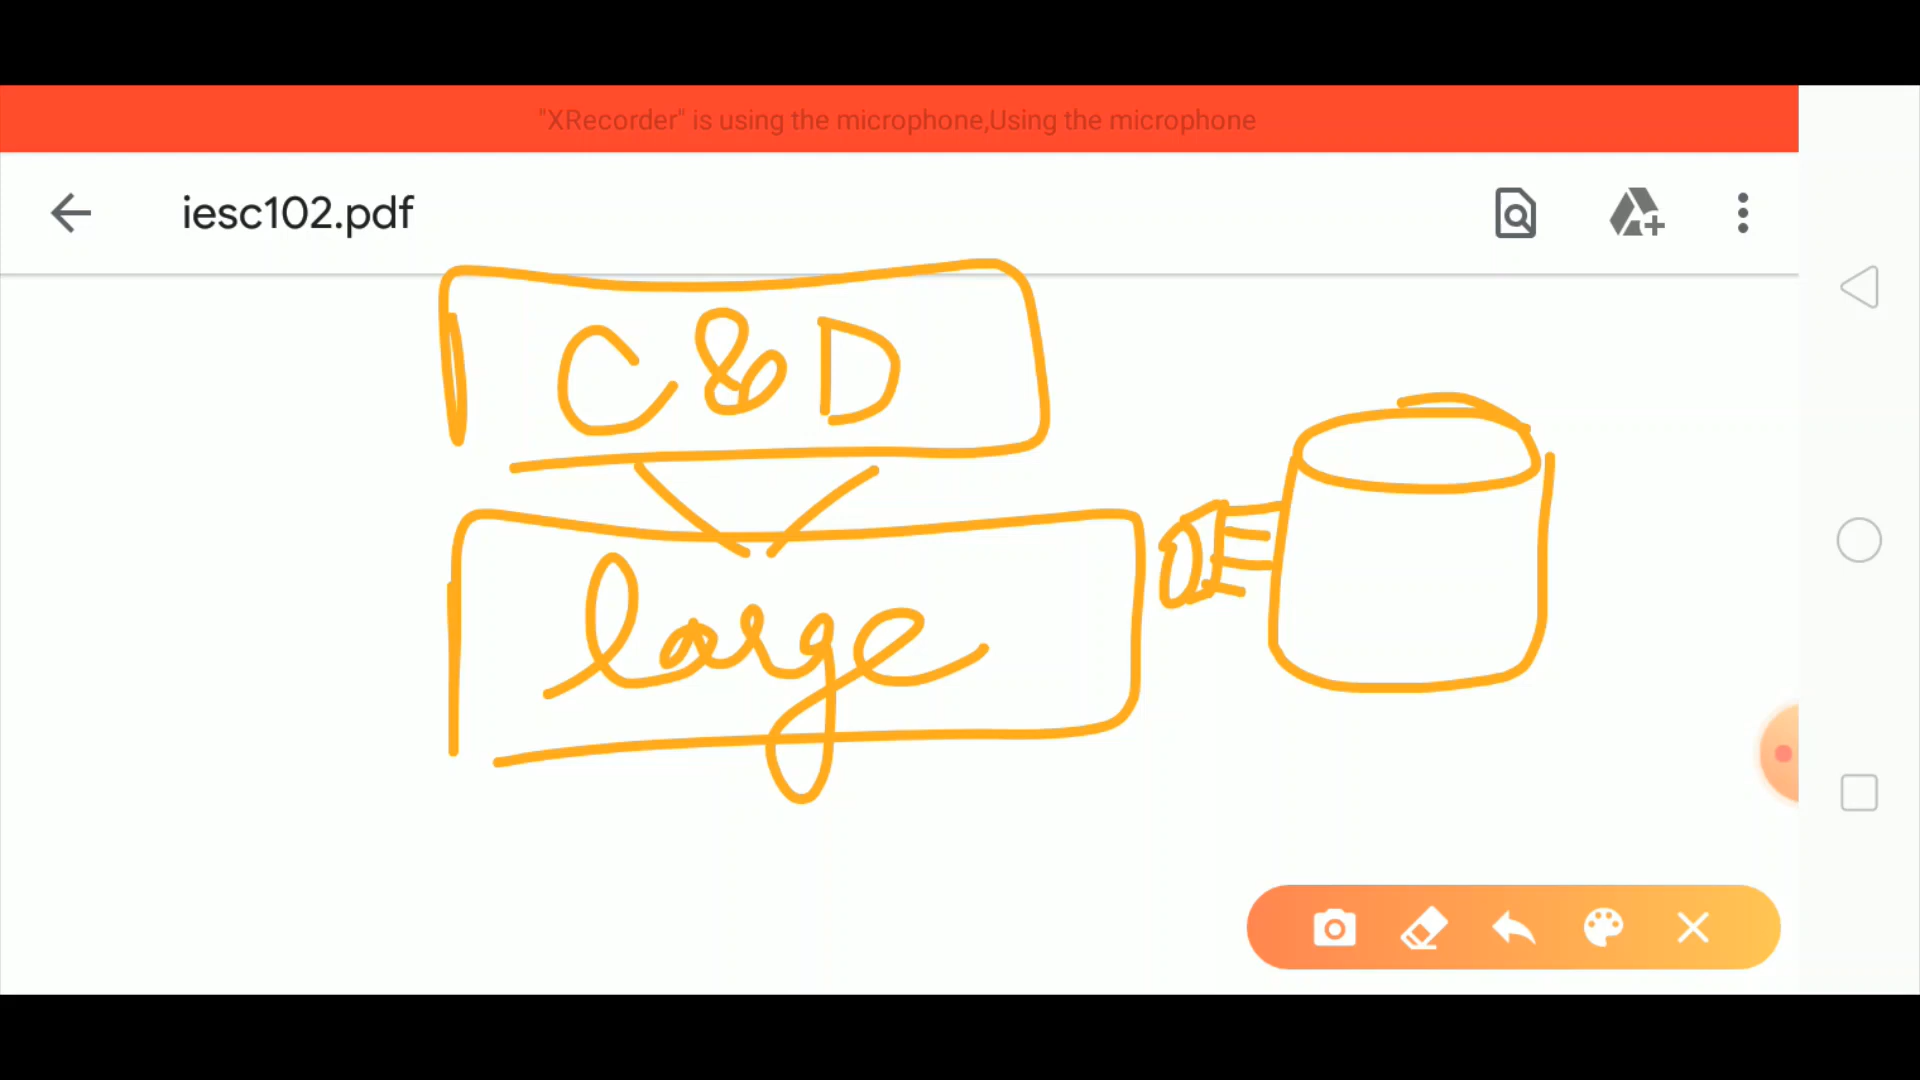 "XRecorder" is using the microphone,Using the microphone
iesc102.pdf
C & D
large